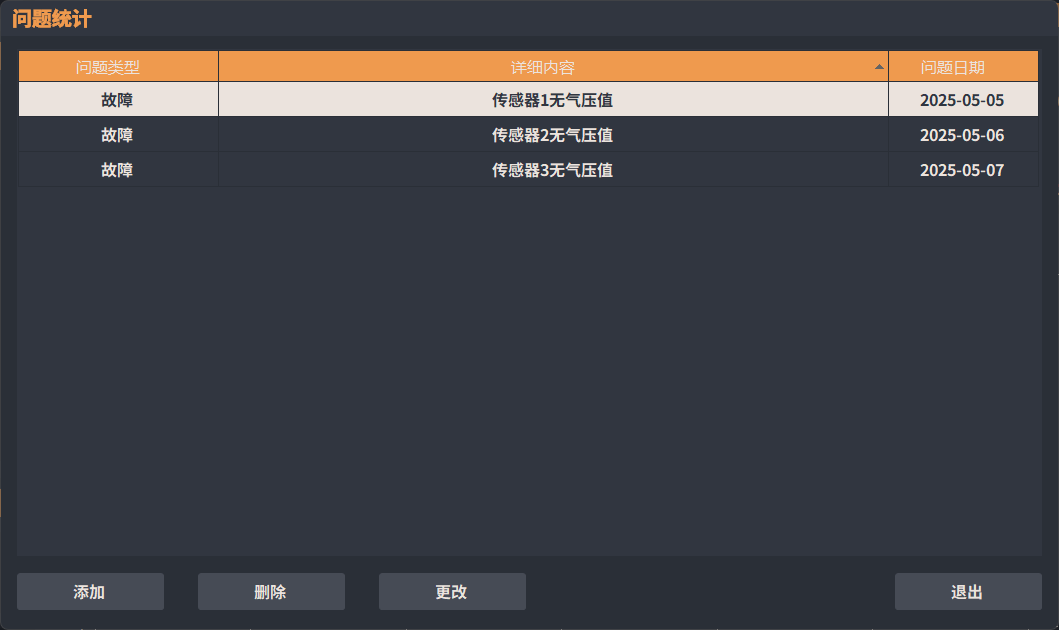 问题统计
问题类型 详细内容 问题日期
故障 传感器1无气压值 2025-05-05
故障 传感器2无气压值 2025-05-06
故障 传感器3无气压值 2025-05-07
添加 删除 更改 退出